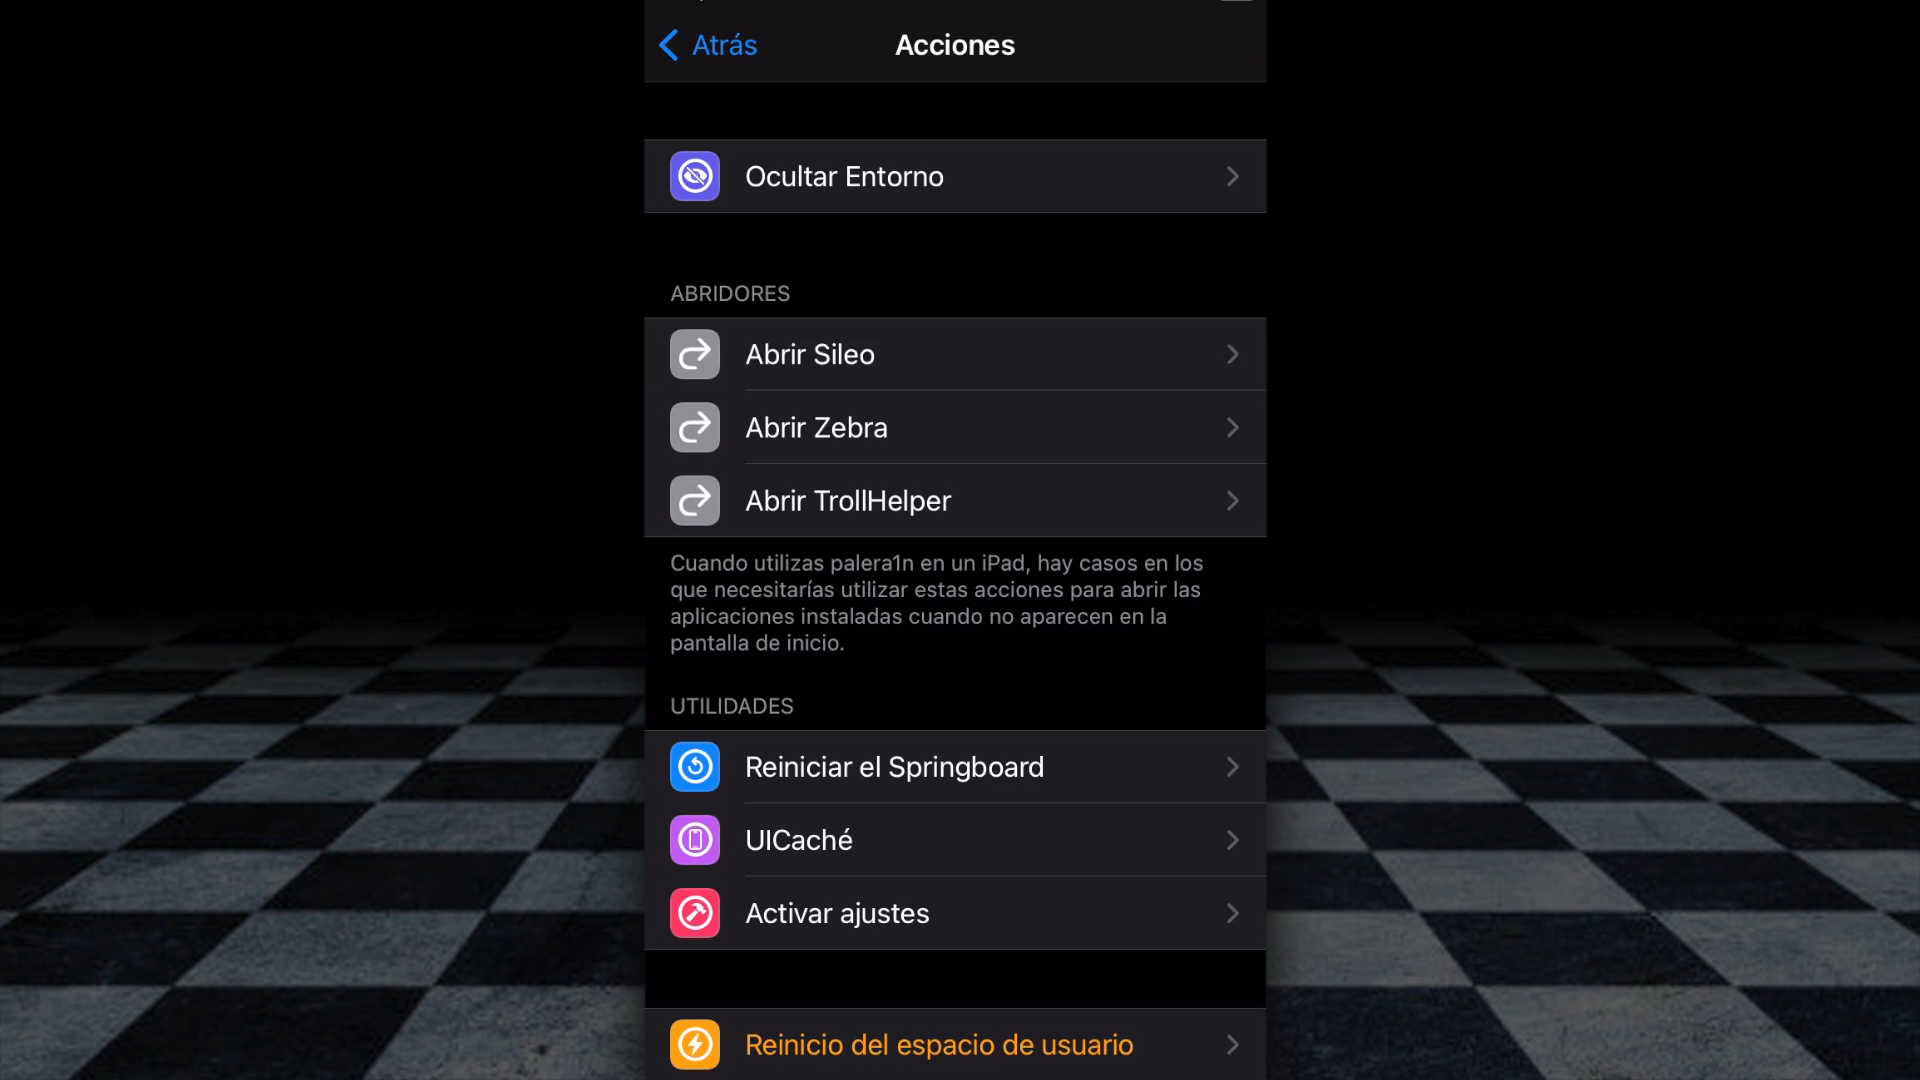 Atrás
Acciones
Ocultar Entorno
ABRIDORES
Abrir Sileo
Abrir Zebra
Abrir TrollHelper
Cuando utilizas palera1n en un iPad, hay casos en los
que necesitarías utilizar estas acciones para abrir las
aplicaciones instaladas cuando no aparecen en la
pantalla de inicio.
UTILIDADES
Reiniciar el Springboard
UICaché
Activar ajustes
Reinicio del espacio de usuario